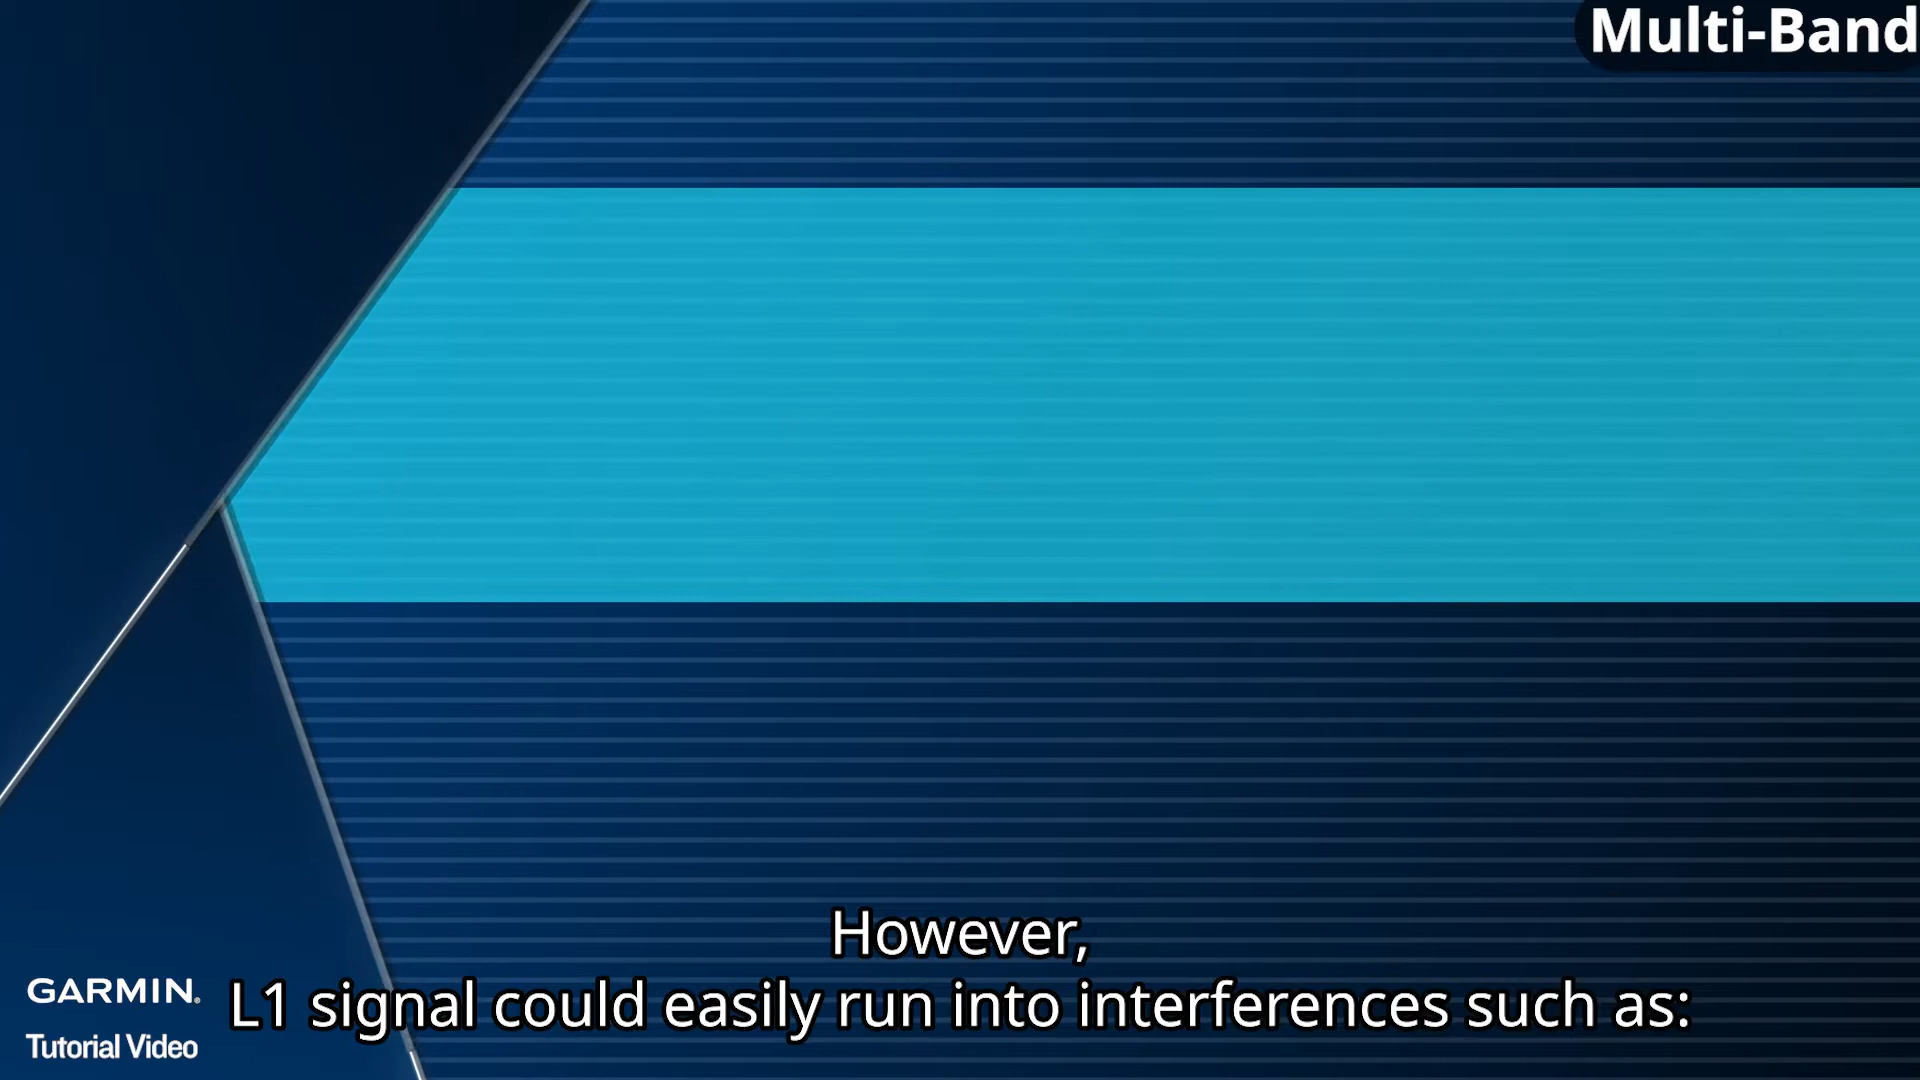 Multi-Band
However,
L1 signal could easily run into interferences such as:
GARMIN®
Tutorial Video